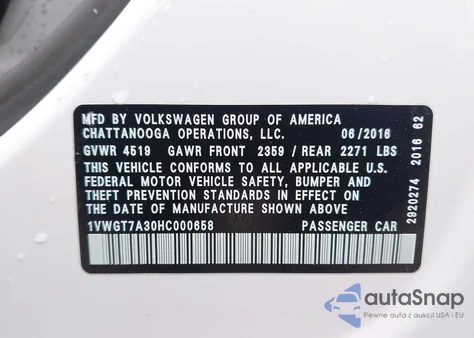 MFD BY VOLKSWAGEN GROUP OF AMERICA
CHATTANOOGA OPERATIONS, LLC. 06/2016
GVWR 4519 GAWR FRONT 2359 / REAR 2271 LBS
THIS VEHICLE CONFORMS TO ALL APPLICABLE U.S.
FEDERAL MOTOR VEHICLE SAFETY, BUMPER AND
THEFT PREVENTION STANDARDS IN EFFECT ON THE
DATE OF MANUFACTURE SHOWN ABOVE
1VWGT7A30HC000658 PASSENGER CAR
2920274 2016 62
autoSnap
Pewne auta z aukcji USA i EU